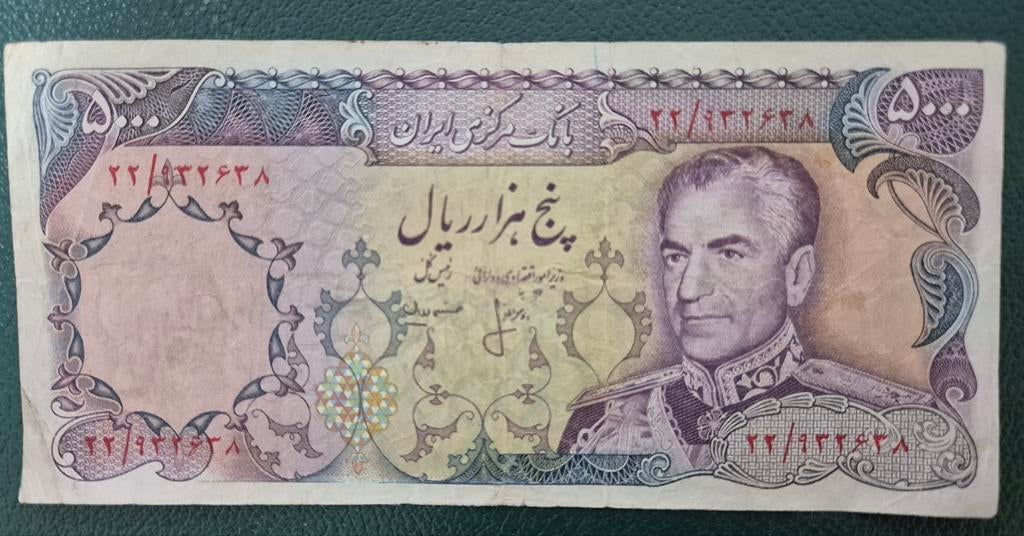 ۵۰۰۰
بانک مرکزی ایران
۲۲/۹۳۲۶۳۸
۵۰۰۰
۲۲/۹۳۲۶۳۸
پنج هزار ریال
رئیس کل
وزیر امور اقتصادی و دارائی
۲۲/۹۳۲۶۳۸
۲۲/۹۳۲۶۳۸